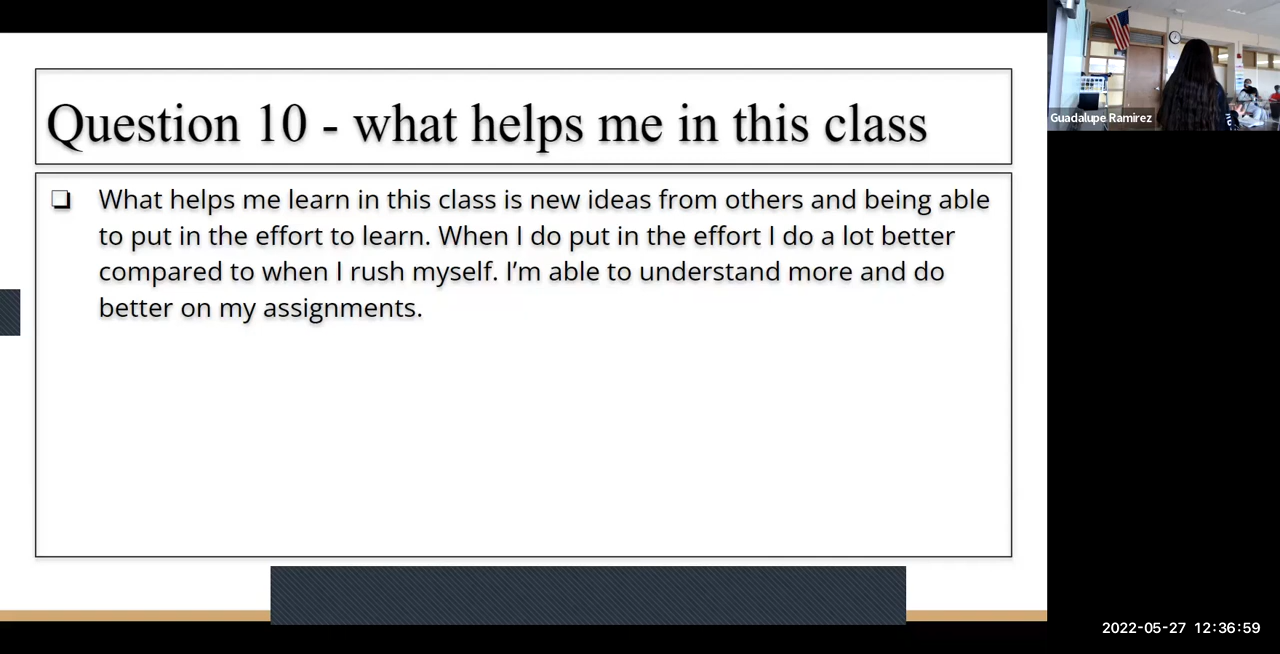 Question 10 - what helps me in this class
❏ What helps me learn in this class is new ideas from others and being able
to put in the effort to learn. When I do put in the effort I do a lot better
compared to when I rush myself. I’m able to understand more and do
better on my assignments.
Guadalupe Ramirez
2022-05-27 12:36:59